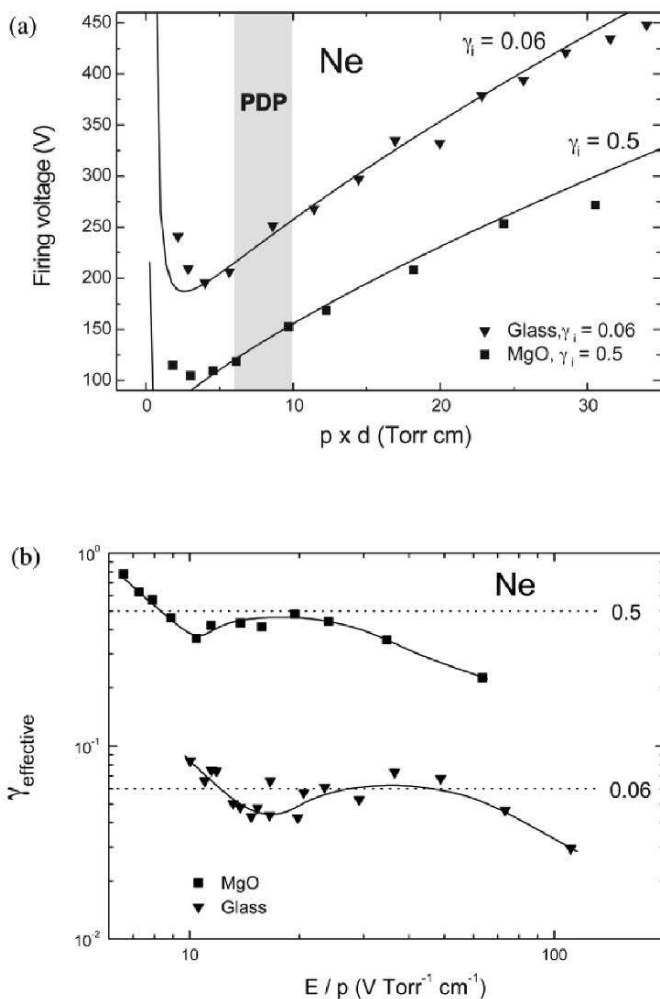 (a)
Ne
γi = 0.06
PDP
γi = 0.5
Glass,γi = 0.06
MgO, γi = 0.5
450
400
350
300
250
200
150
100
Firing voltage (V)
0
10
20
30
p x d (Torr cm)
(b)
Ne
10^0
10^-1
10^-2
0.5
0.06
γeffective
MgO
Glass
10
100
E / p (V Torr^-1 cm^-1)